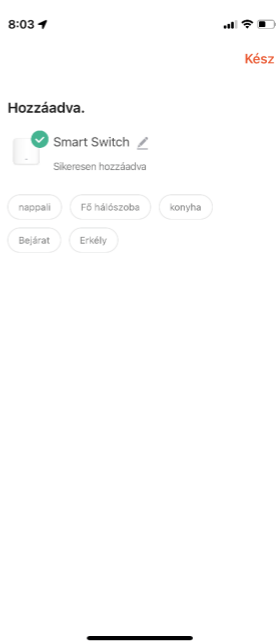 8:03
Kész
Hozzáadva.
Smart Switch
Sikeresen hozzáadva
nappali
Fő hálószoba
konyha
Bejárat
Erkély